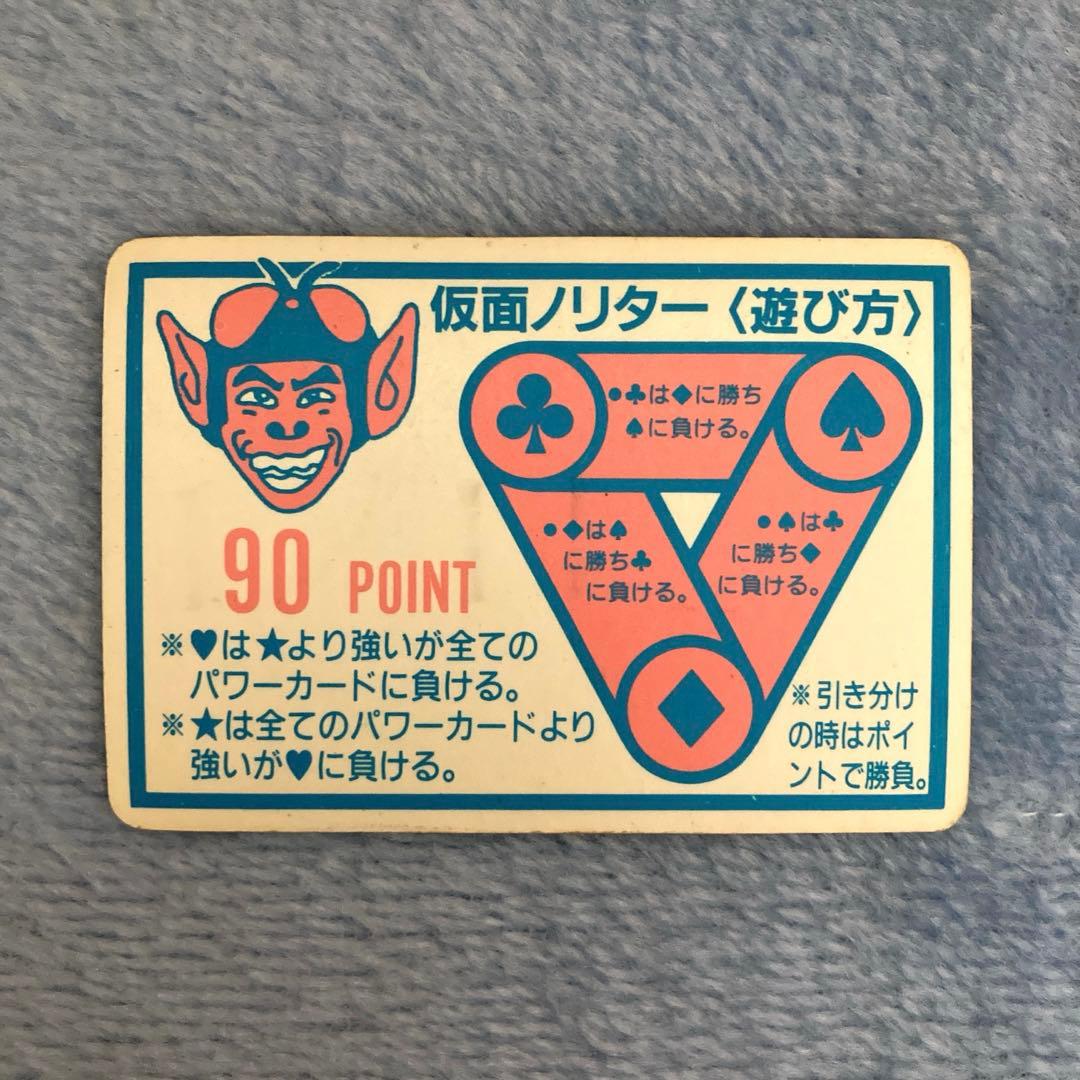 仮面ノリター〈遊び方〉
●♣は◆に勝ち
♠に負ける。
●◆は♠
に勝ち♣
に負ける。
●♠は♣
に勝ち◆
に負ける。
90 POINT
※♥は★より強いが全ての
パワーカードに負ける。
※★は全てのパワーカードより
強いが♥に負ける。
※引き分け
の時はポイ
ントで勝負。